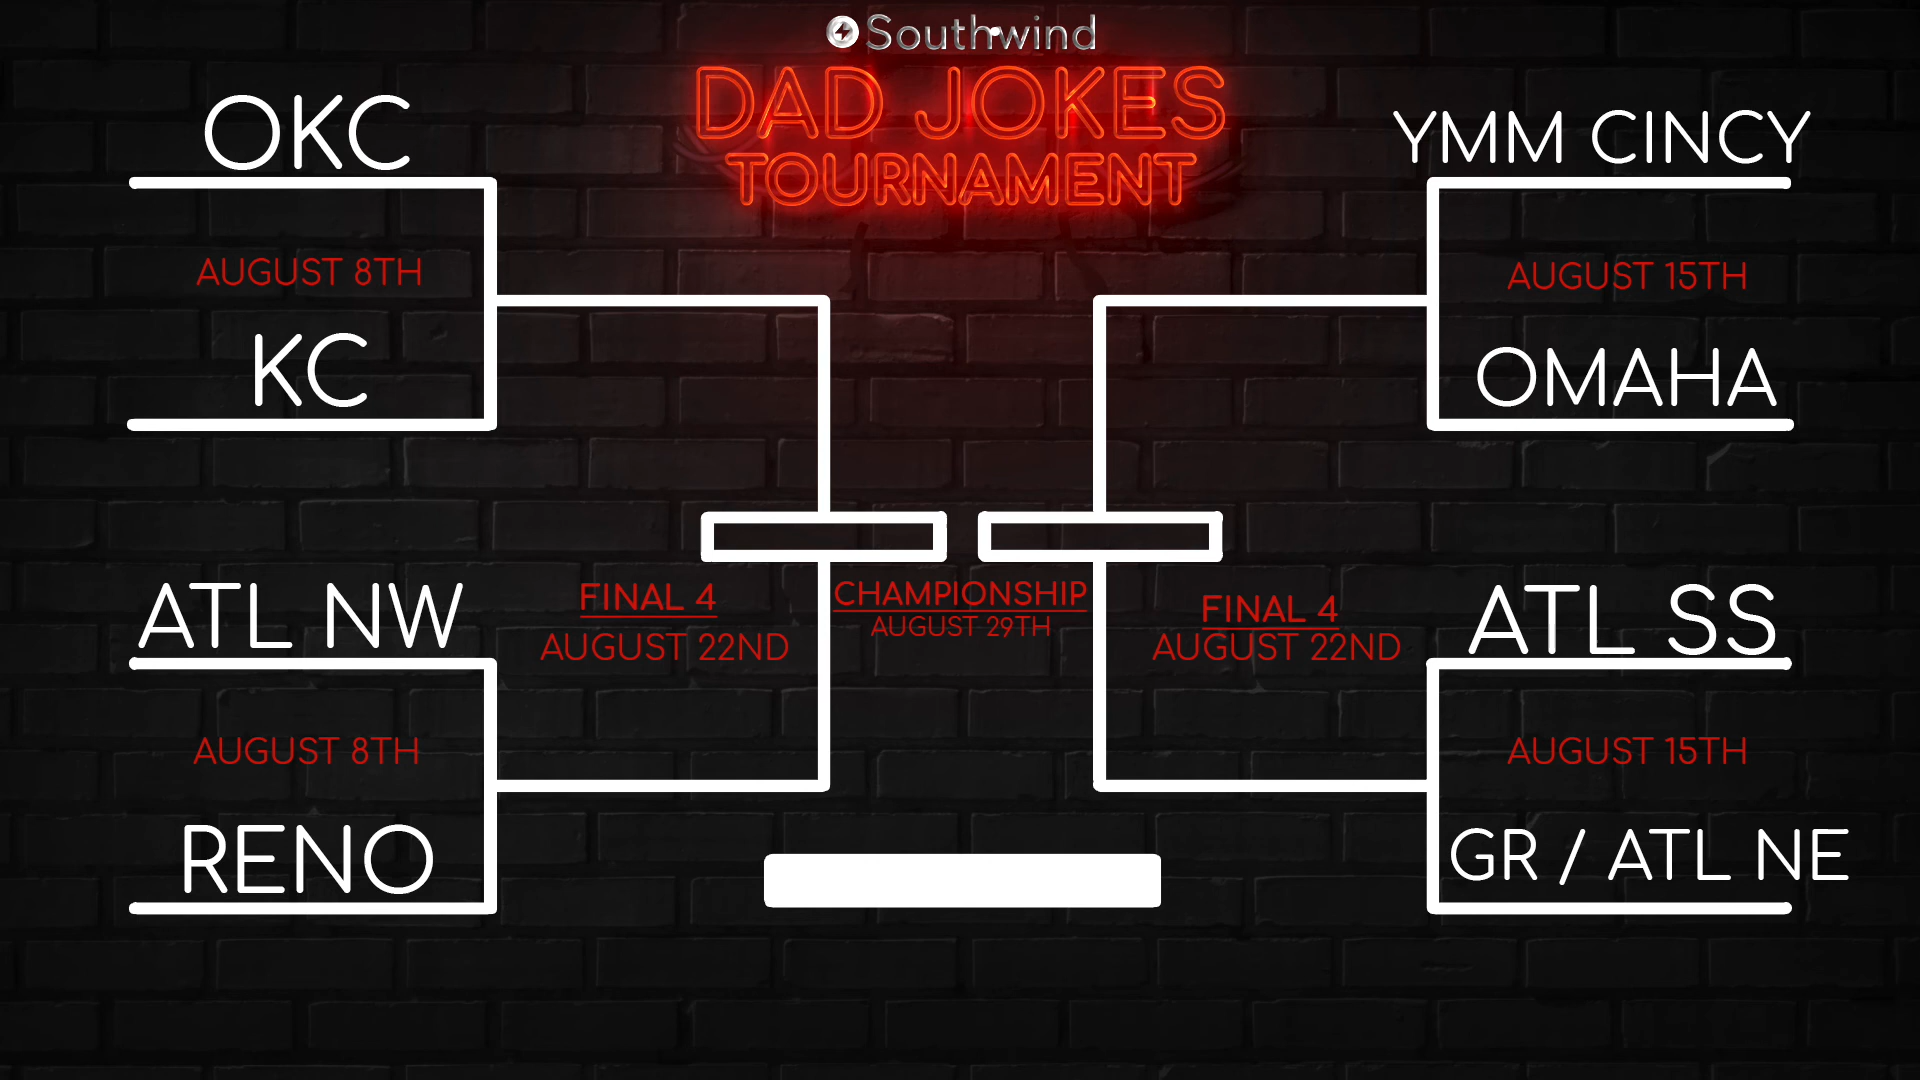 Southwind
DAD JOKES
TOURNAMENT
OKC
AUGUST 8TH
KC
ATL NW
AUGUST 8TH
RENO
FINAL 4
AUGUST 22ND
CHAMPIONSHIP
AUGUST 29TH
FINAL 4
AUGUST 22ND
YMM CINCY
AUGUST 15TH
OMAHA
ATL SS
AUGUST 15TH
GR / ATL NE